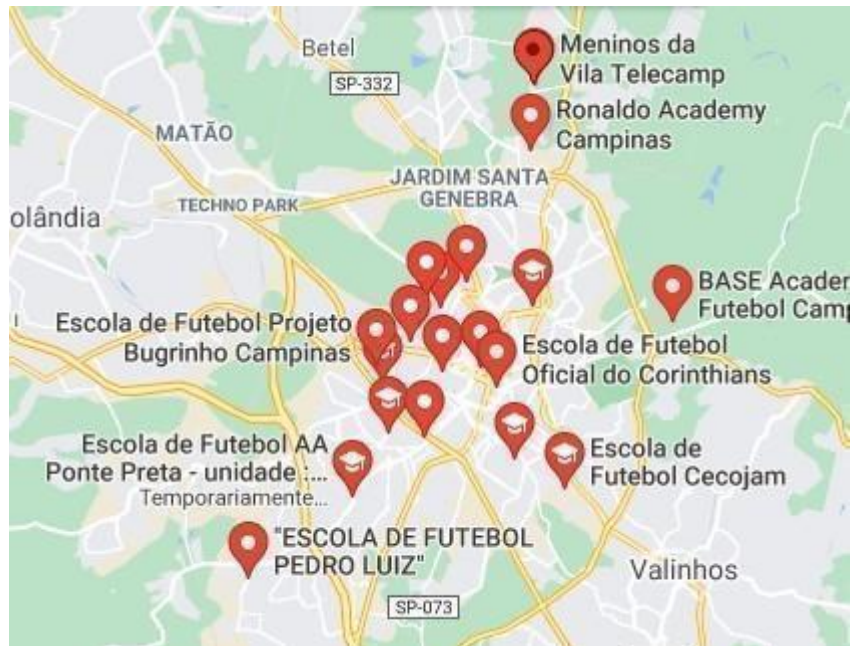 Betel
Meninos da
Vila Telecamp
SP-332
Ronaldo Academy
Campinas
MATÃO
JARDIM SANTA
GENEBRA
TECHNO PARK
olândia
BASE Acader
Futebol Camp
Escola de Futebol Projeto
Bugrinho Campinas
Escola de Futebol
Oficial do Corinthians
Escola de Futebol AA
Ponte Preta - unidade :...
Temporariamente...
Escola de
Futebol Cecojam
"ESCOLA DE FUTEBOL
PEDRO LUIZ"
Valinhos
SP-073